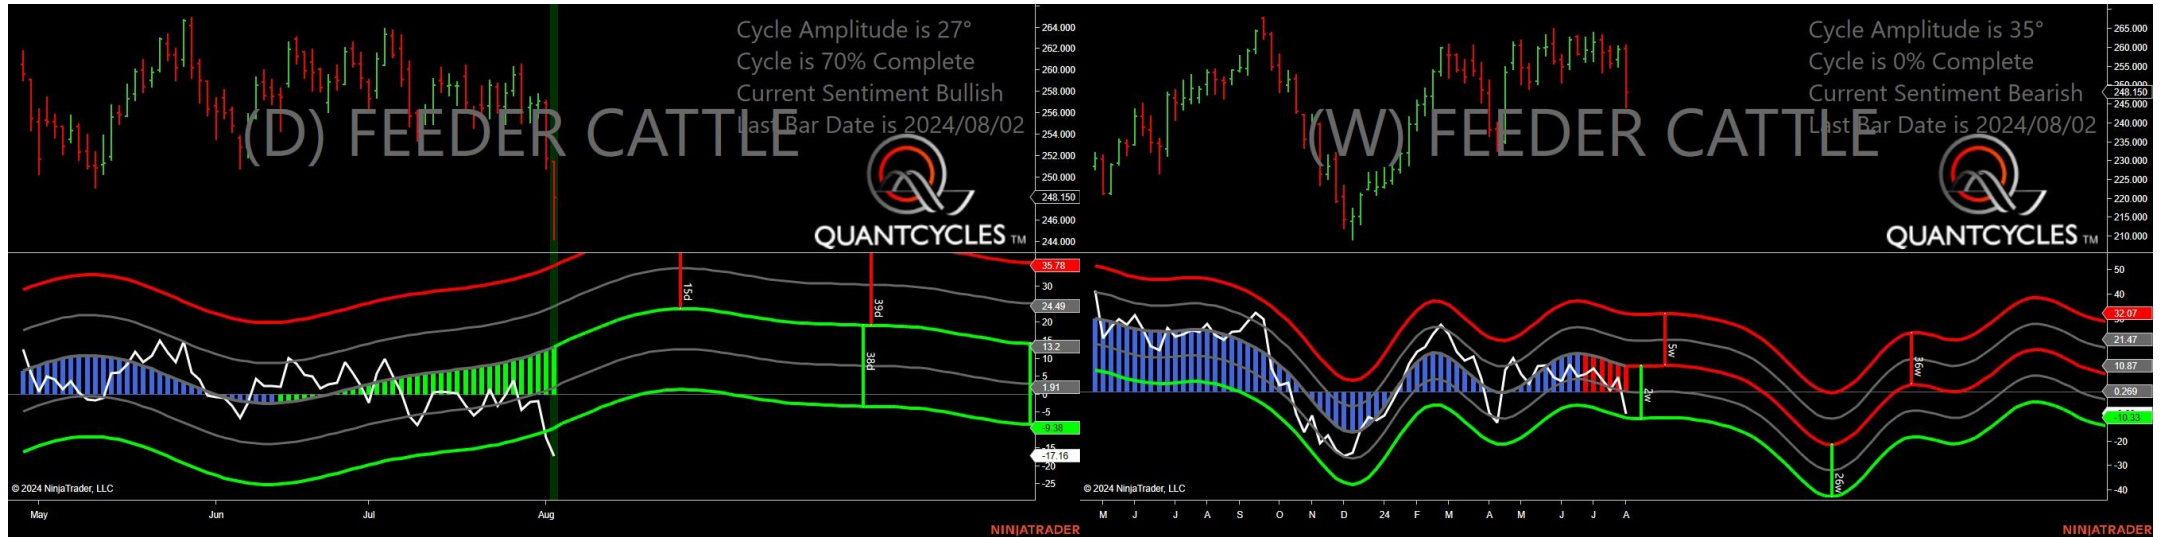 Cycle Amplitude is 27°
Cycle is 70% Complete
Current Sentiment Bullish
Last Bar Date is 2024/08/02
(D) FEEDER CATTLE
QUANTCYCLES TM
264.000
262.000
260.000
258.000
256.000
254.000
252.000
250.000
248.150
246.000
244.000
15d
39d
38d
35.78
30
24.49
20
13.2
10
5
1.91
0
-5
-9.38
-15
-17.16
-20
-25
© 2024 NinjaTrader, LLC
May Jun Jul Aug
NINJATRADER
Cycle Amplitude is 35°
Cycle is 0% Complete
Current Sentiment Bearish
Last Bar Date is 2024/08/02
(W) FEEDER CATTLE
QUANTCYCLES TM
265.000
260.000
255.000
248.150
245.000
240.000
235.000
230.000
225.000
220.000
215.000
210.000
5w
36w
2w
26w
50
40
32.07
21.47
10.87
0.269
-10.33
-20
-30
-40
© 2024 NinjaTrader, LLC
M J J A S O N D 24 F M A M J J A
NINJATRADER